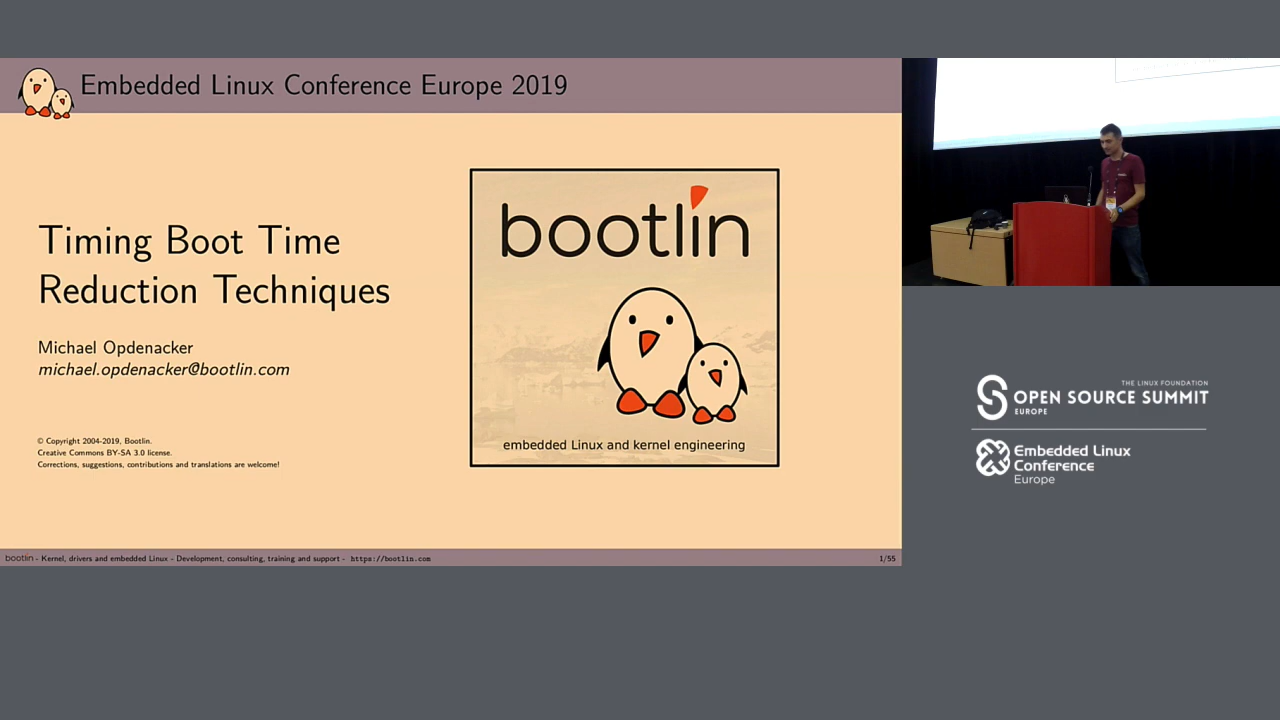 Embedded Linux Conference Europe 2019
Timing Boot Time
Reduction Techniques
Michael Opdenacker
michael.opdenacker@bootlin.com
© Copyright 2004-2019, Bootlin.
Creative Commons BY-SA 3.0 license.
Corrections, suggestions, contributions and translations are welcome!
bootlin
embedded Linux and kernel engineering
bootlin - Kernel, drivers and embedded Linux - Development, consulting, training and support - https://bootlin.com
1/55
THE LINUX FOUNDATION
OPEN SOURCE SUMMIT
EUROPE
Embedded Linux
Conference
Europe